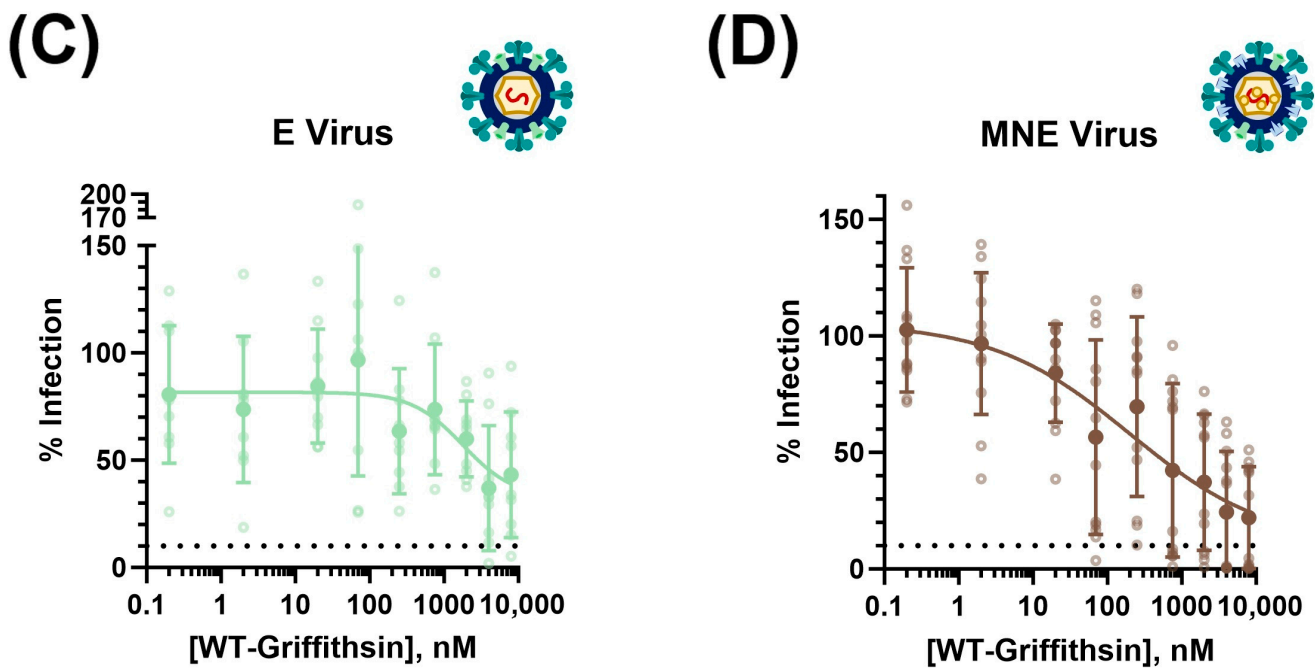 (C)
E Virus
% Infection
200
170
150
100
50
0
0.1 1 10 100 1000 10,000
[WT-Griffithsin], nM
(D)
MNE Virus
% Infection
150
100
50
0
0.1 1 10 100 1000 10,000
[WT-Griffithsin], nM